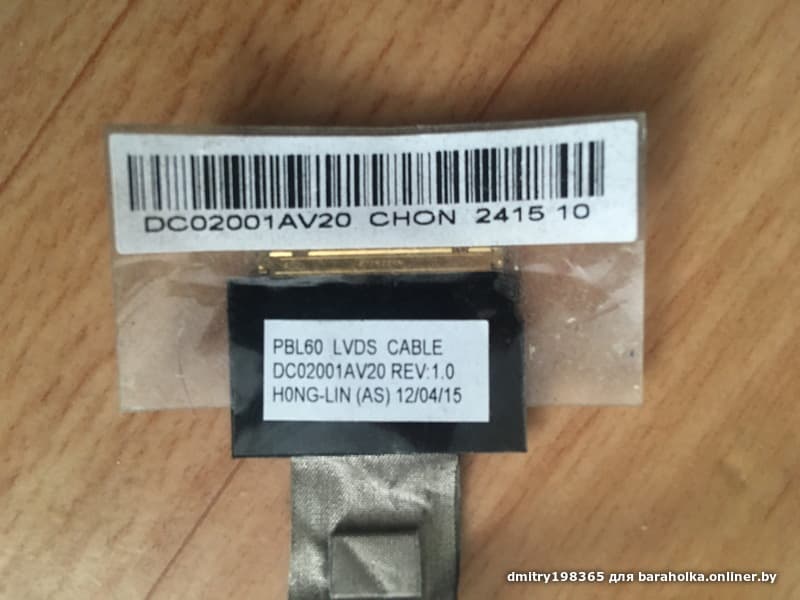 DC02001AV20 CHON 2415 10
PBL60 LVDS CABLE
DC02001AV20 REV:1.0
H0NG-LIN (AS) 12/04/15
dmitry198365 для baraholka.onliner.by